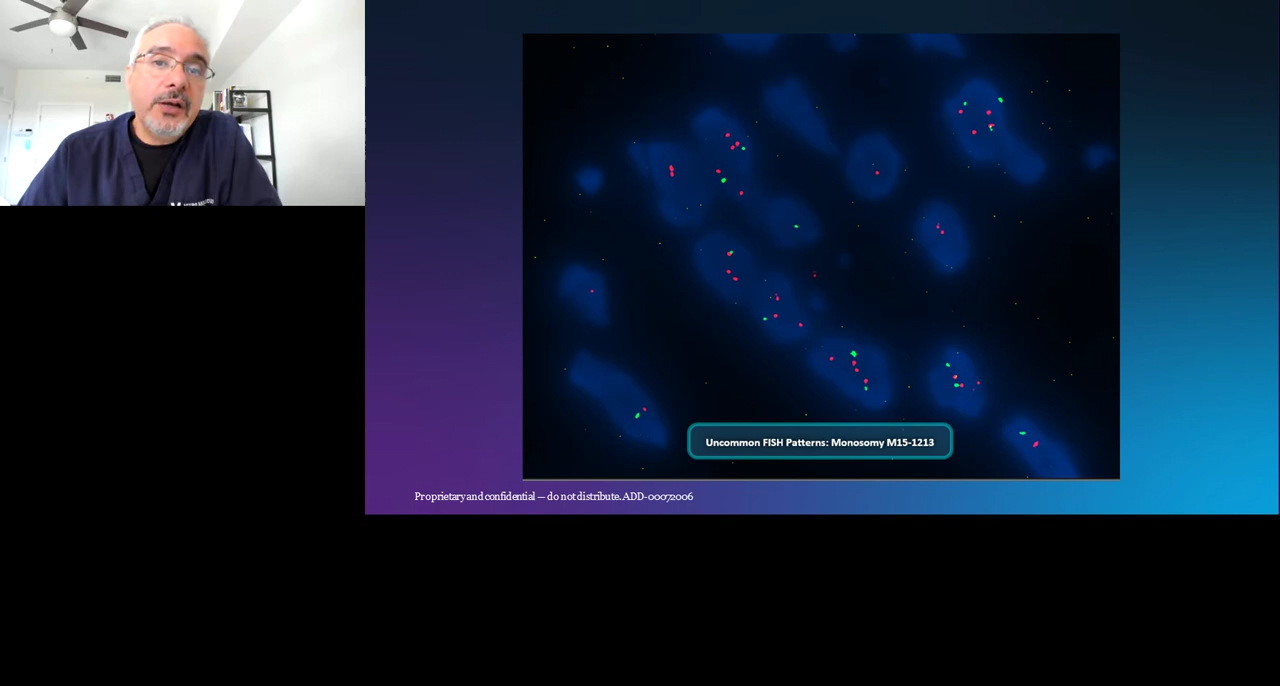 Uncommon FISH Patterns: Monosomy M15-1213
Proprietary and confidential — do not distribute. ADD-00072006